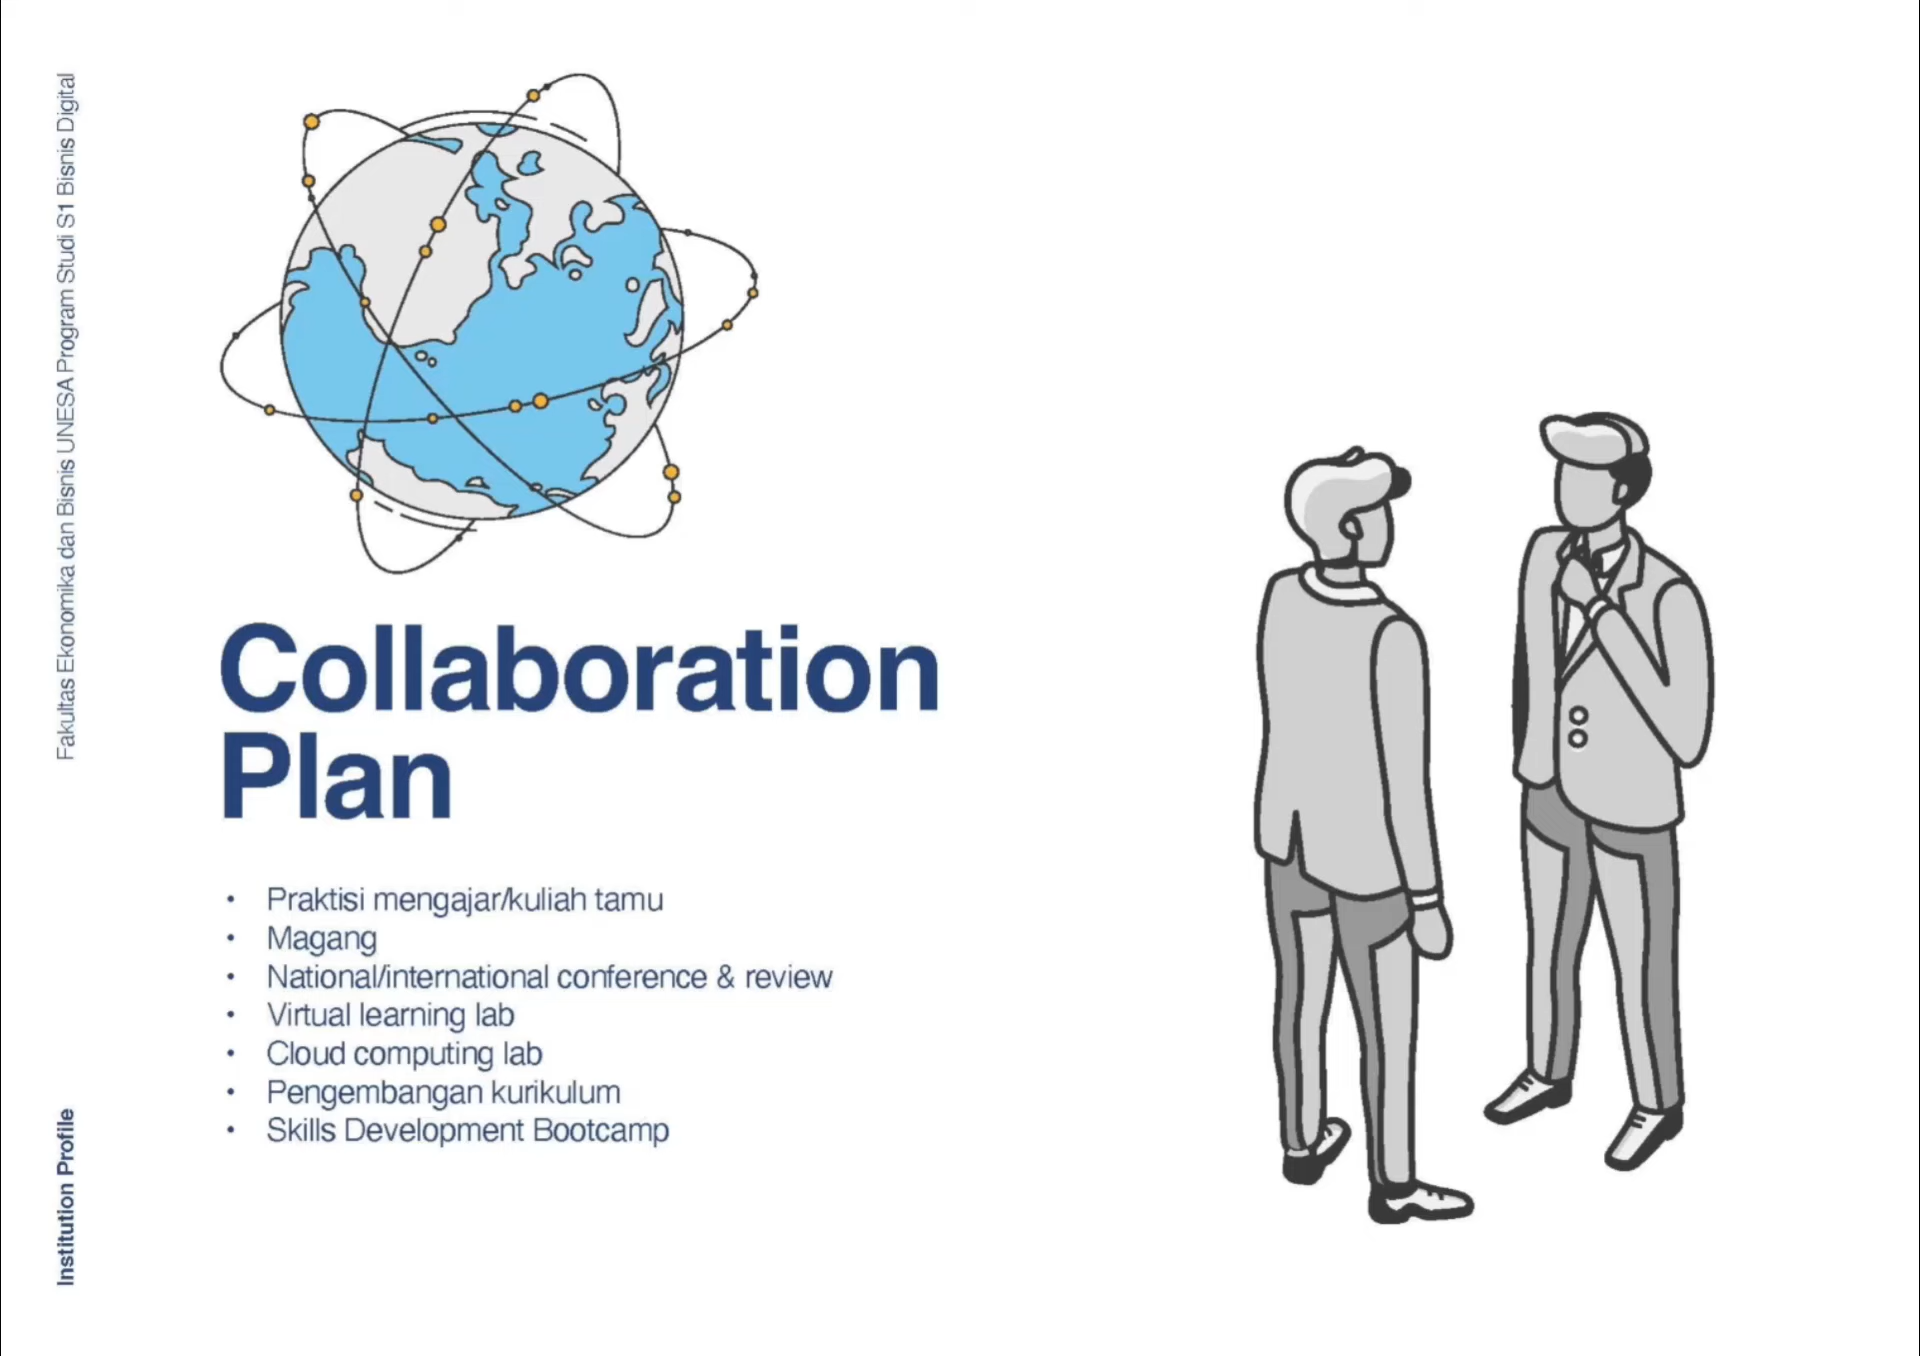 Fakultas Ekonomika dan Bisnis UNESA Program Studi S1 Bisnis Digital
Institution Profile
Collaboration
Plan
• Praktisi mengajar/kuliah tamu
• Magang
• National/international conference & review
• Virtual learning lab
• Cloud computing lab
• Pengembangan kurikulum
• Skills Development Bootcamp